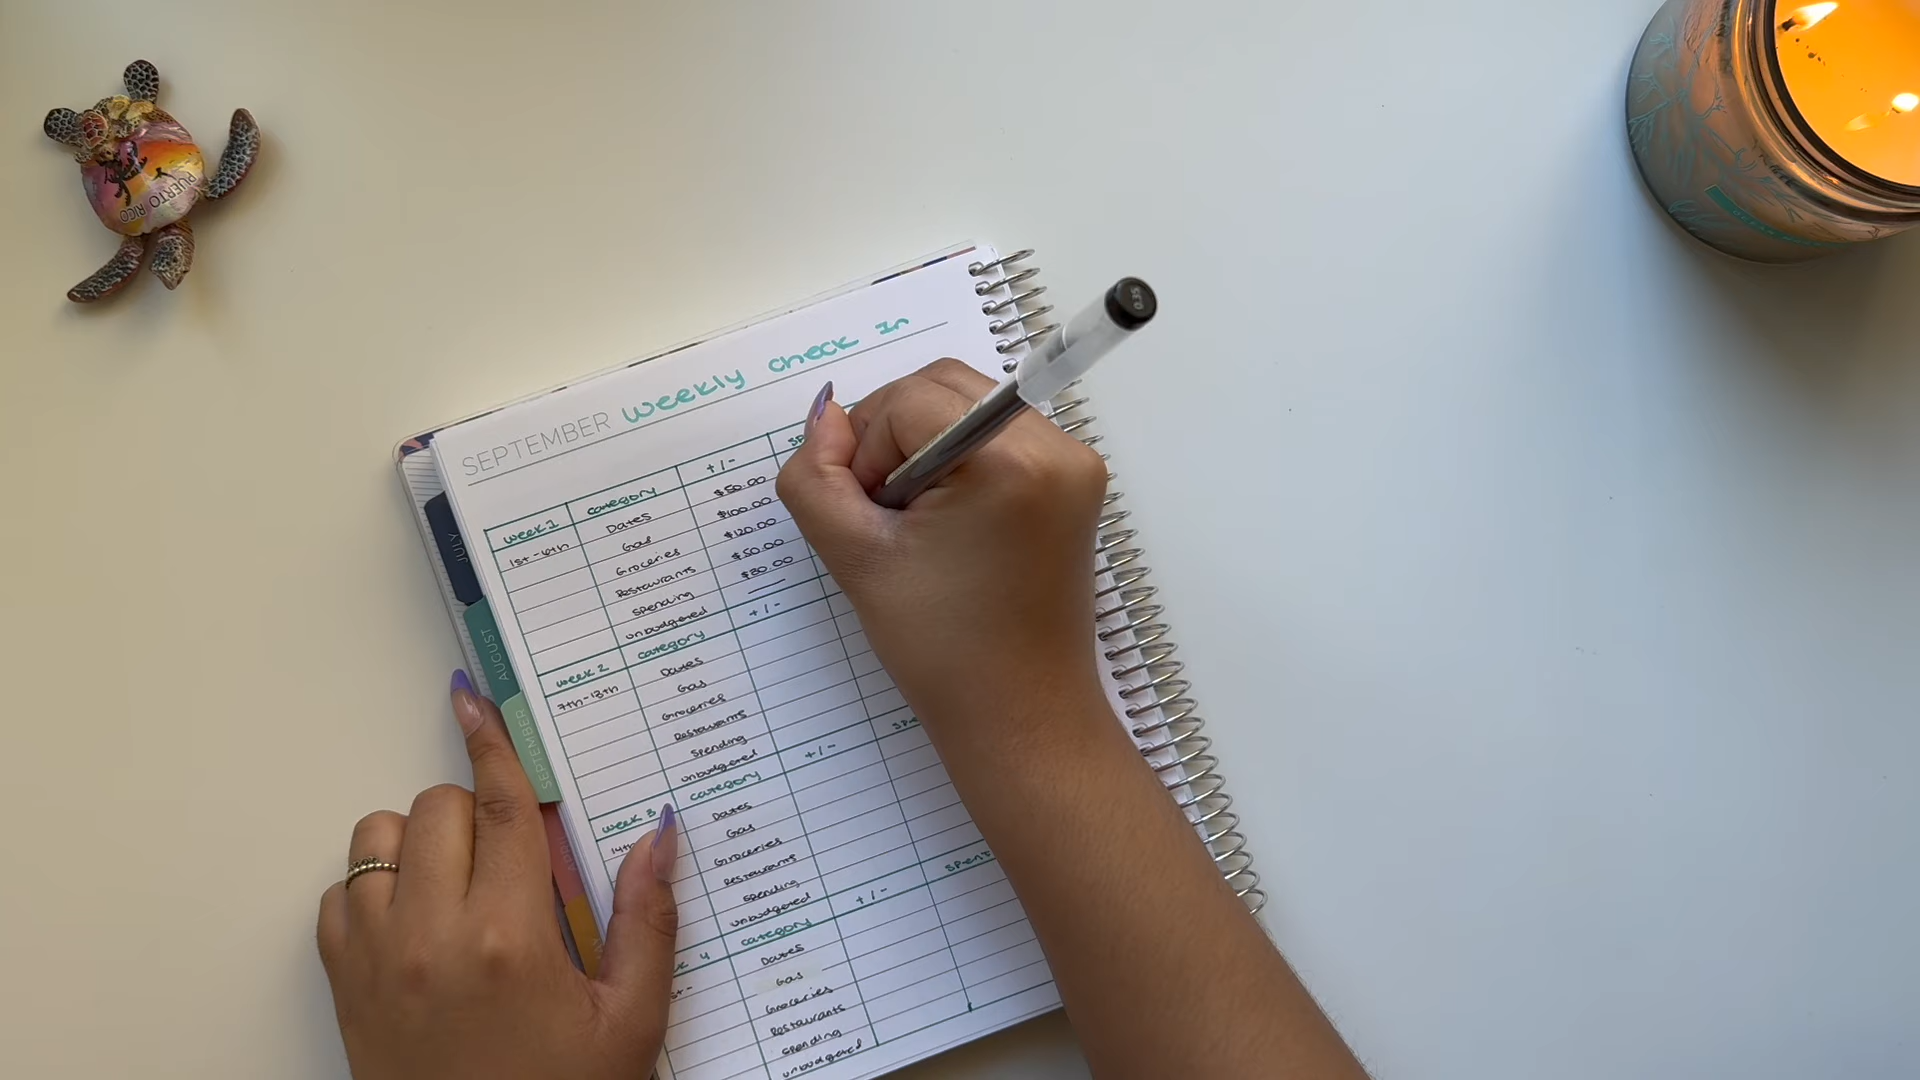 PUERTO RICO
0.35
SEPTEMBER weekly check In
week 1 category +/-
1st-6th Dates $50.00
Gas $100.00
Groceries $120.00
Restaurants $50.00
spending $80.00
unbudgeted —
week 2 category +/-
7th-13th Dates
Gas
Groceries
Restaurants
spending
unbudgeted
week 3 category +/-
Dates
Gas
Groceries
Restaurants
spending
unbudgeted
4 category +/- spent
Dates
Gas
Groceries
Restaurants
spending
unbudgeted
JULY
AUGUST
SEPTEMBER